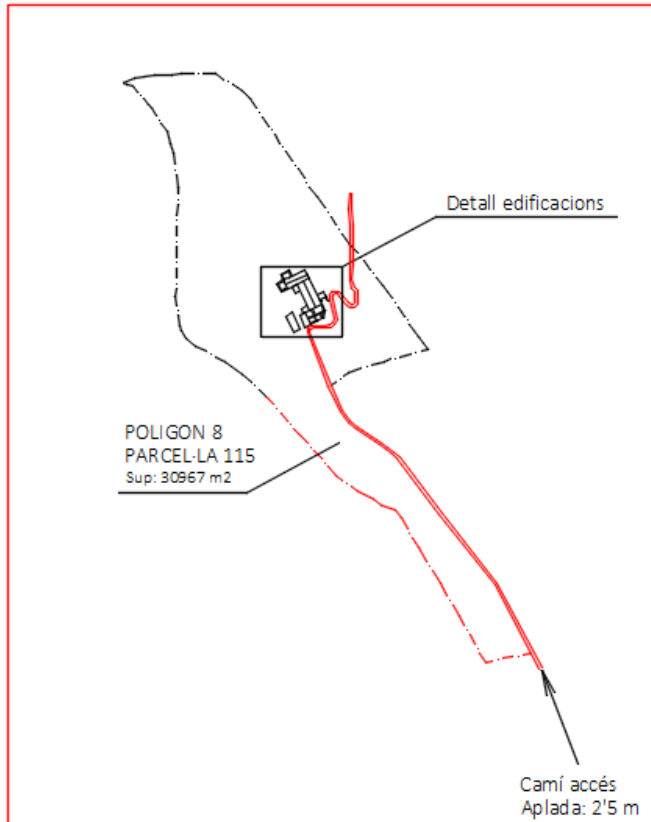 Detall edificacions
POLIGON 8
PARCEL·LA 115
Sup: 30967 m2
Camí accés
Aplada: 2'5 m